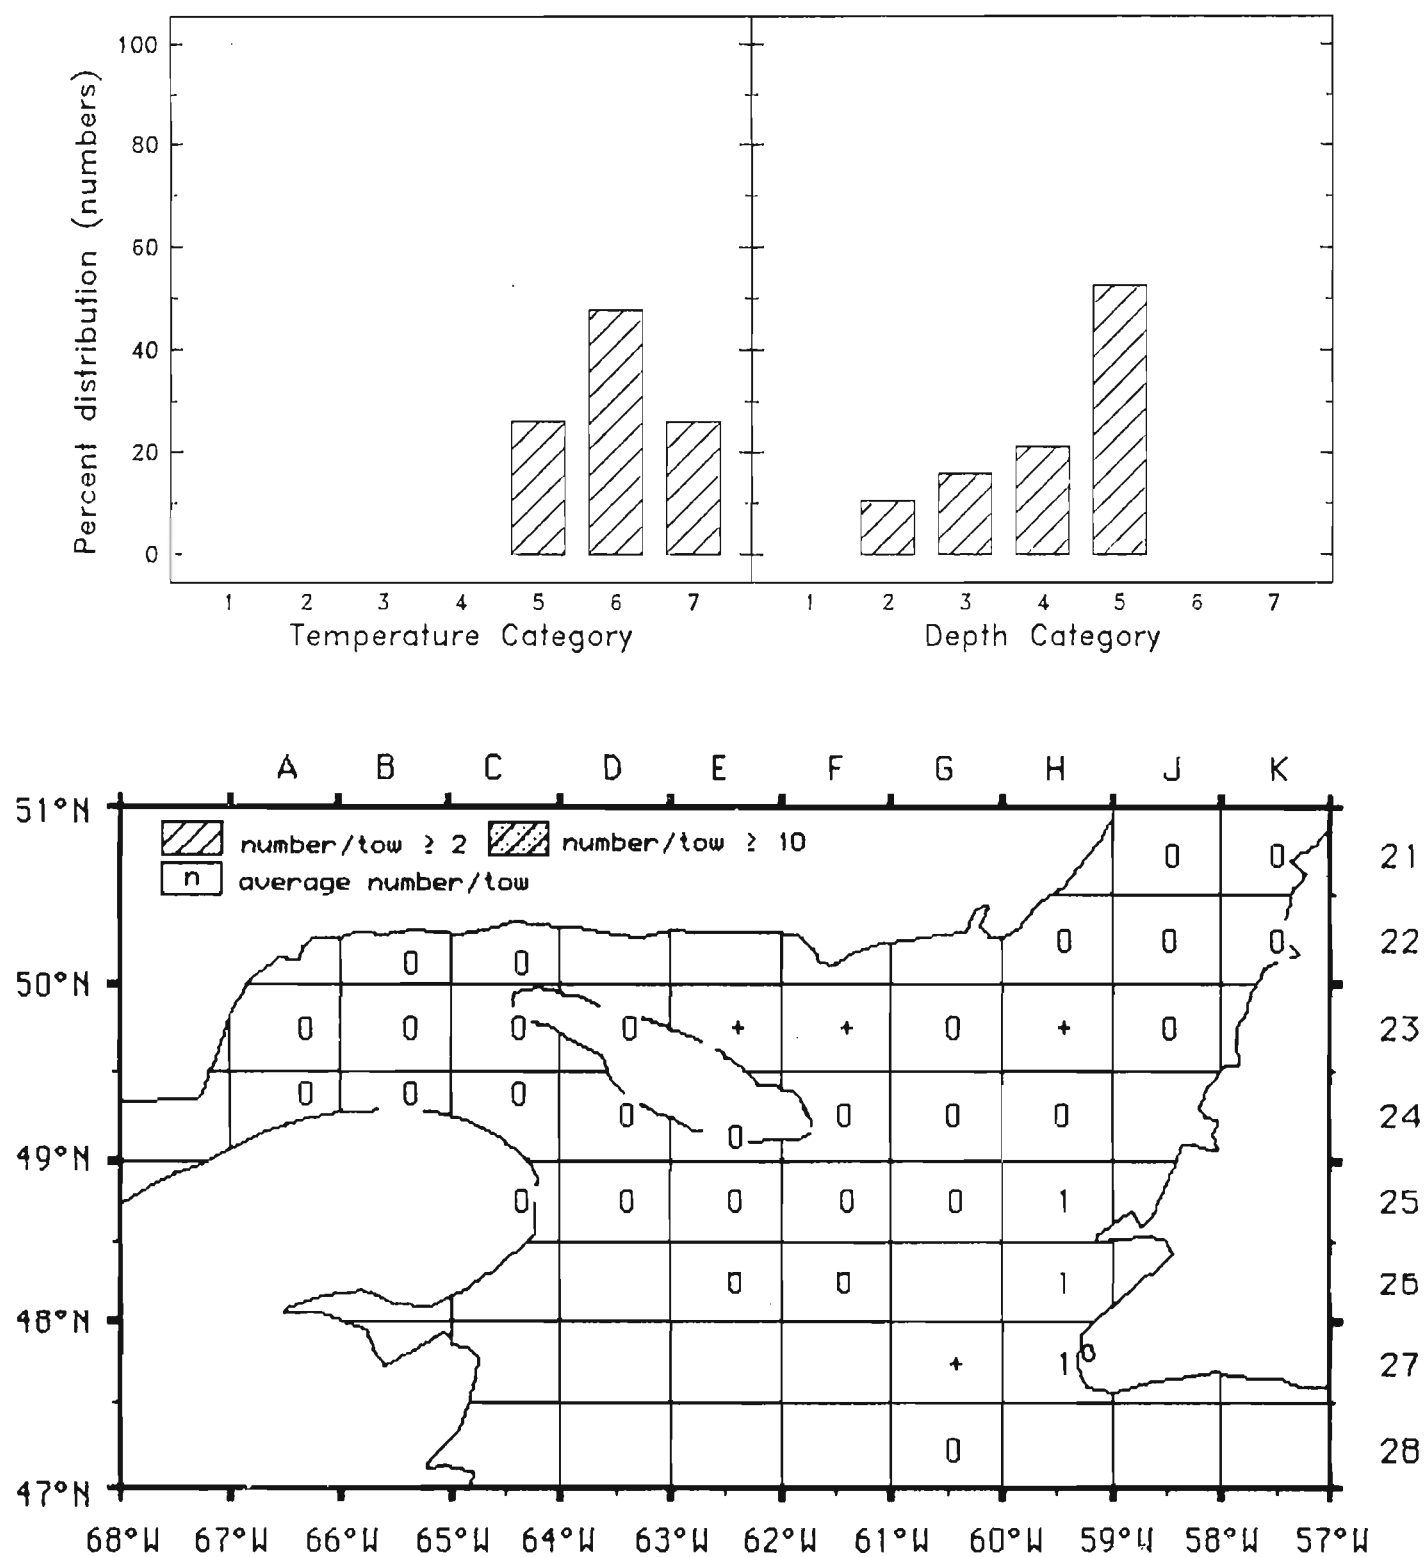 100
80
60
40
20
0
Percent distribution (numbers)
1 2 3 4 5 6 7 1 2 3 4 5 6 7
Temperature Category Depth Category
A B C D E F G H J K
51°N
number/tow ≥ 2 number/tow ≥ 10
n average number/tow
0 0 21
0 0 0 0 0 22
50°N
0 0 0 0 + + 0 + 0 23
0 0 0 0 0 0 0 0 24
49°N
0 0 0 0 0 1 25
0 0 1 26
48°N
+ 1 0 27
0 28
47°N
68°W 67°W 66°W 65°W 64°W 63°W 62°W 61°W 60°W 59°W 58°W 57°W